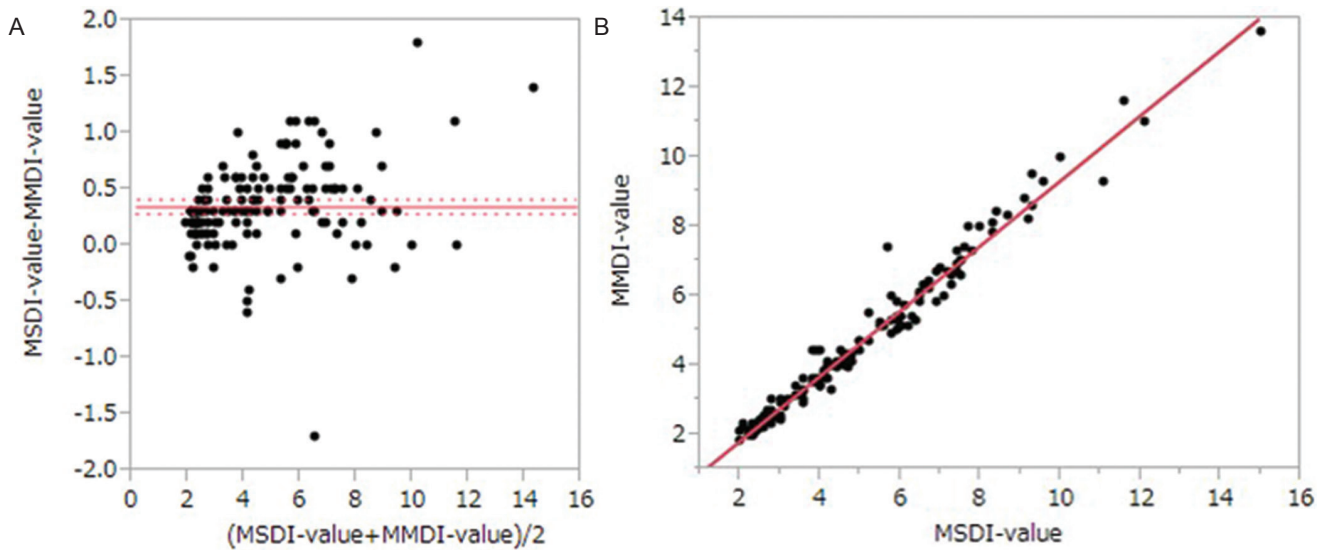 A
2.0
1.5
1.0
0.5
0.0
-0.5
-1.0
-1.5
-2.0
MSDI-value-MMDI-value
0 2 4 6 8 10 12 14 16
(MSDI-value+MMDI-value)/2
B
14
12
10
8
6
4
2
MMDI-value
2 4 6 8 10 12 14 16
MSDI-value